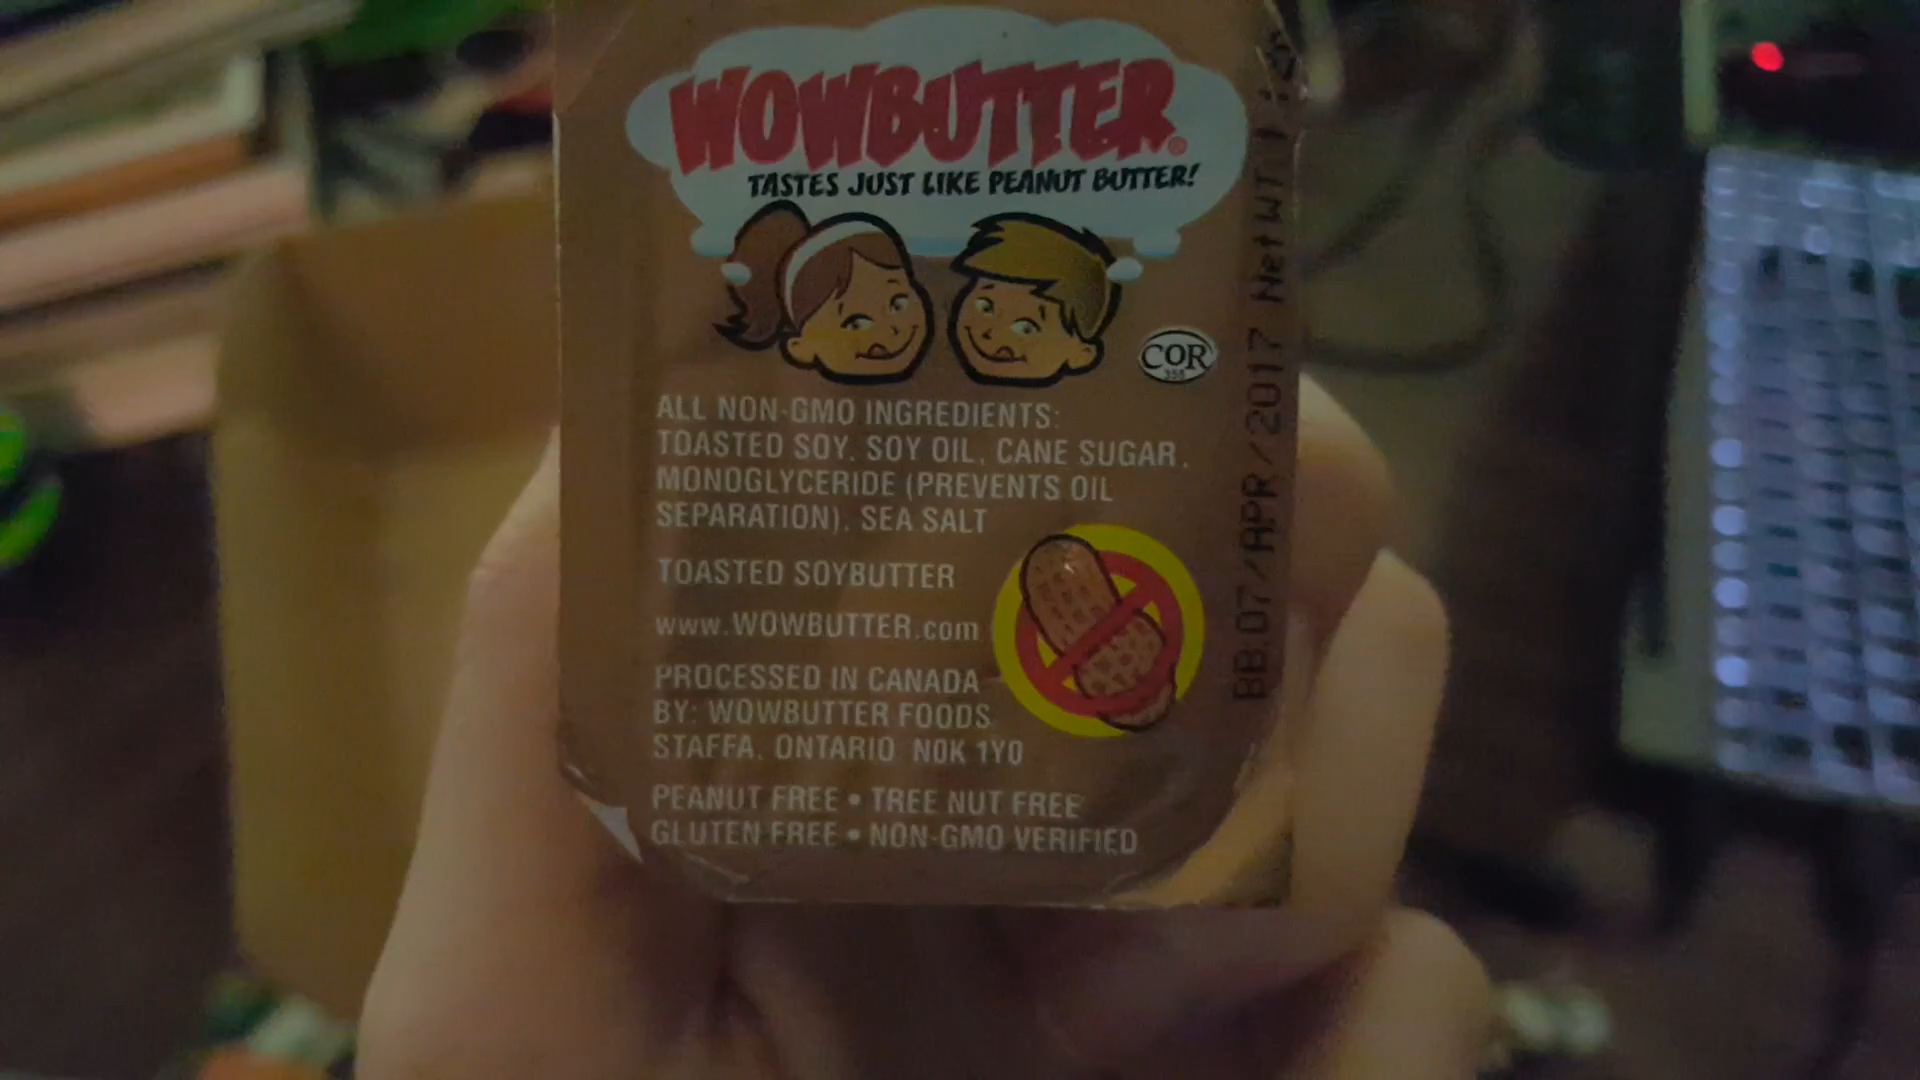 WOWBUTTER®
TASTES JUST LIKE PEANUT BUTTER!
COR
ALL NON-GMO INGREDIENTS:
TOASTED SOY, SOY OIL, CANE SUGAR,
MONOGLYCERIDE (PREVENTS OIL
SEPARATION), SEA SALT
TOASTED SOYBUTTER
www.WOWBUTTER.com
PROCESSED IN CANADA
BY: WOWBUTTER FOODS
STAFFA, ONTARIO N0K 1Y0
PEANUT FREE • TREE NUT FREE
GLUTEN FREE • NON-GMO VERIFIED
BB.07/APR/2017 Net WT